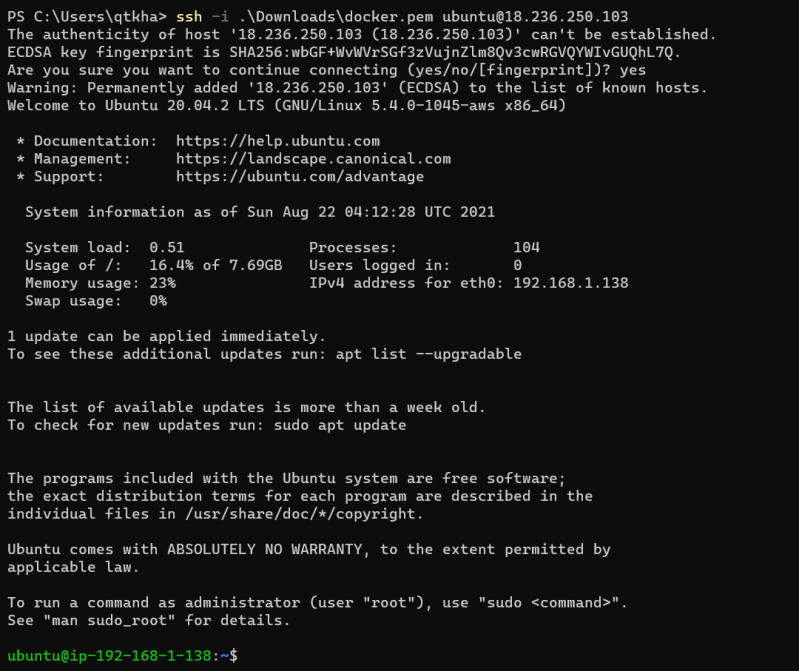 PS C:\Users\qtkha> ssh -i .\Downloads\docker.pem ubuntu@18.236.250.103
The authenticity of host '18.236.250.103 (18.236.250.103)' can't be established.
ECDSA key fingerprint is SHA256:wbGF+WvWVrSGf3zVujnZlm8Qv3cwRGVQYWIvGUQhL7Q.
Are you sure you want to continue connecting (yes/no/[fingerprint])? yes
Warning: Permanently added '18.236.250.103' (ECDSA) to the list of known hosts.
Welcome to Ubuntu 20.04.2 LTS (GNU/Linux 5.4.0-1045-aws x86_64)
* Documentation: https://help.ubuntu.com
* Management: https://landscape.canonical.com
* Support: https://ubuntu.com/advantage
System information as of Sun Aug 22 04:12:28 UTC 2021
System load: 0.51 Processes: 104
Usage of /: 16.4% of 7.69GB Users logged in: 0
Memory usage: 23% IPv4 address for eth0: 192.168.1.138
Swap usage: 0%
1 update can be applied immediately.
To see these additional updates run: apt list --upgradable
The list of available updates is more than a week old.
To check for new updates run: sudo apt update
The programs included with the Ubuntu system are free software;
the exact distribution terms for each program are described in the
individual files in /usr/share/doc/*/copyright.
Ubuntu comes with ABSOLUTELY NO WARRANTY, to the extent permitted by
applicable law.
To run a command as administrator (user "root"), use "sudo <command>".
See "man sudo_root" for details.
ubuntu@ip-192-168-1-138:~$